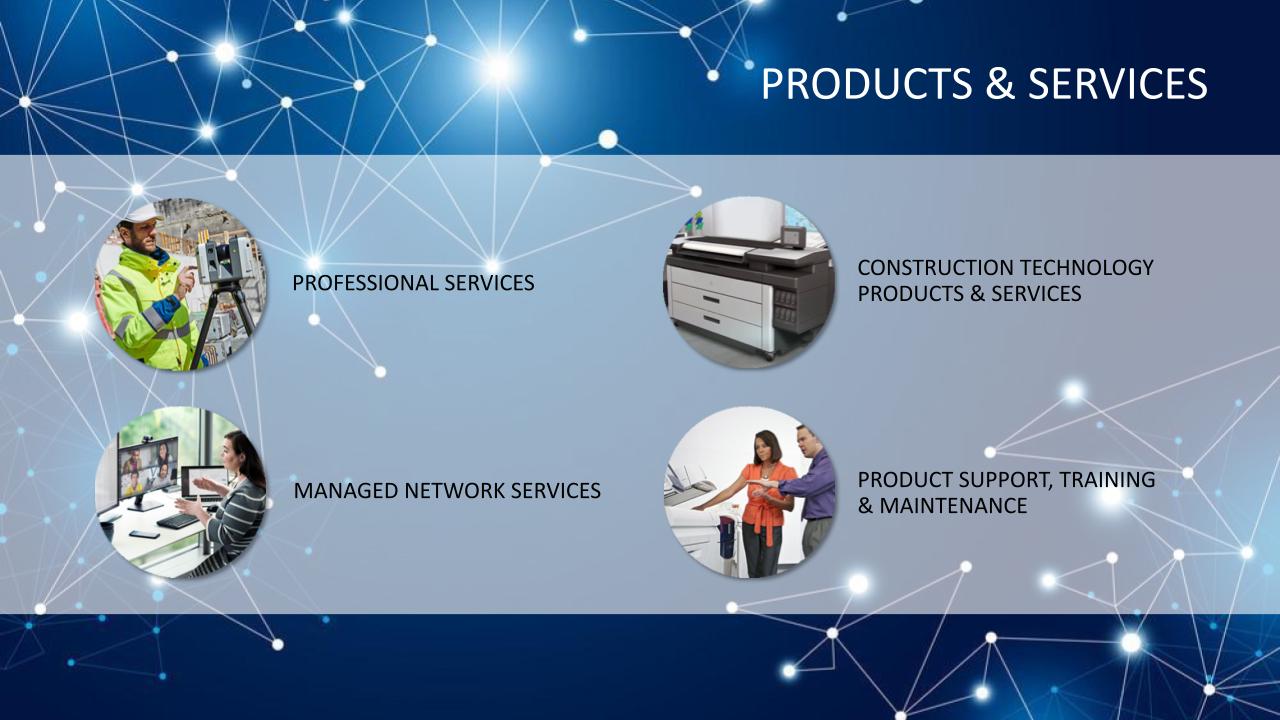 PRODUCTS & SERVICES
PROFESSIONAL SERVICES
CONSTRUCTION TECHNOLOGY
PRODUCTS & SERVICES
MANAGED NETWORK SERVICES
PRODUCT SUPPORT, TRAINING
& MAINTENANCE